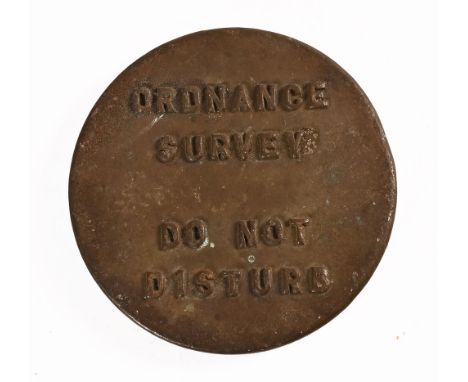 ORDNANCE
SURVEY
DO NOT
DISTURB